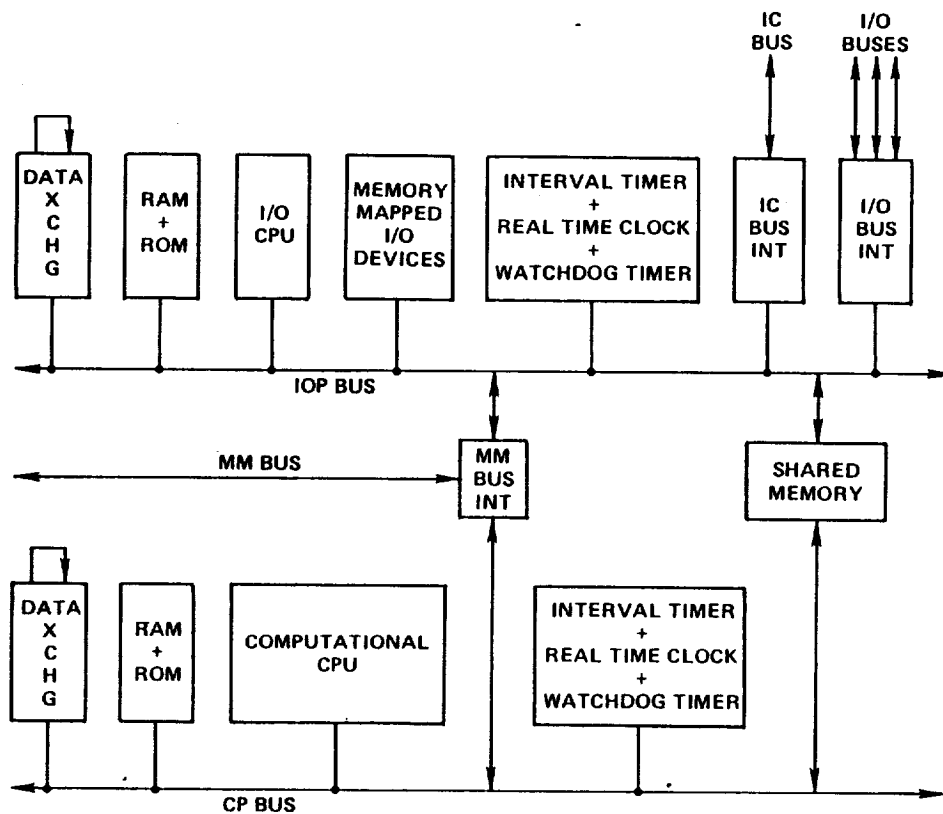 IC
BUS
I/O
BUSES
DATA
X
C
H
G
RAM
+
ROM
I/O
CPU
MEMORY
MAPPED
I/O
DEVICES
INTERVAL TIMER
+
REAL TIME CLOCK
+
WATCHDOG TIMER
IC
BUS
INT
I/O
BUS
INT
IOP BUS
MM BUS
MM
BUS
INT
SHARED
MEMORY
DATA
X
C
H
G
RAM
+
ROM
COMPUTATIONAL
CPU
INTERVAL TIMER
+
REAL TIME CLOCK
+
WATCHDOG TIMER
CP BUS